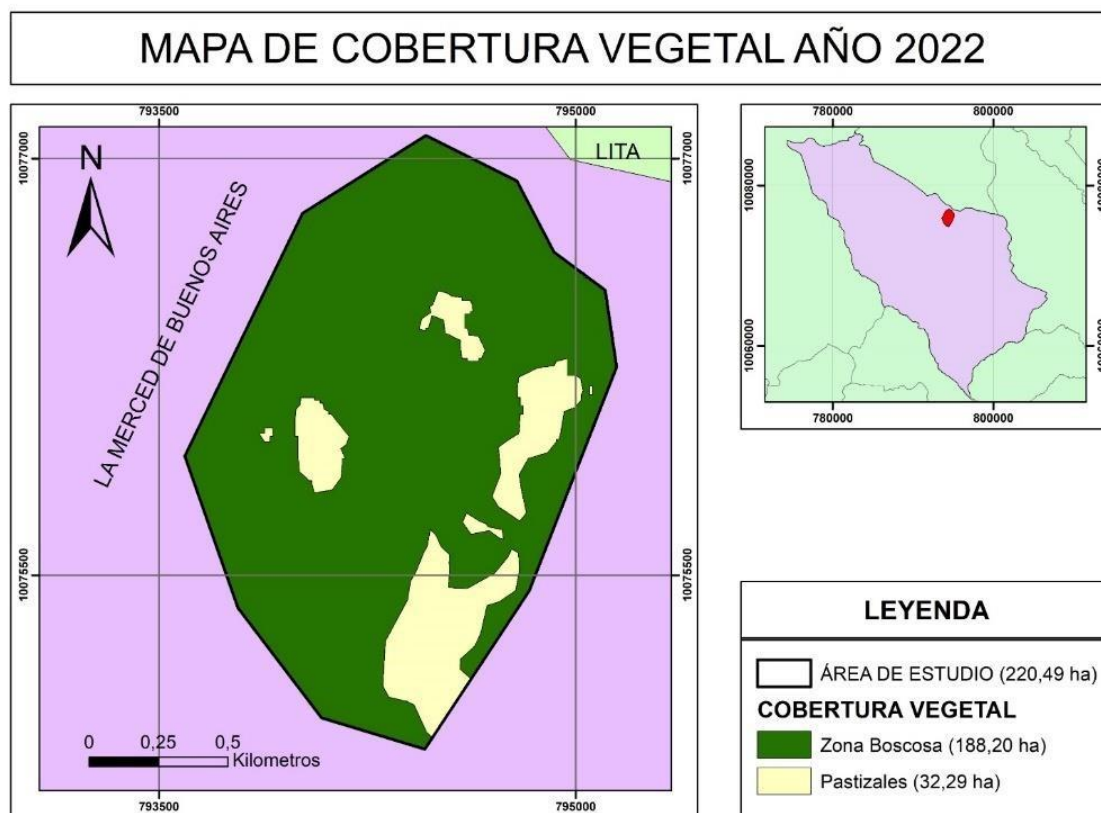 MAPA DE COBERTURA VEGETAL AÑO 2022
793500
795000
10077000
N
LITA
LA MERCED DE BUENOS AIRES
10075500
10075500
0 0,25 0,5
Kilometros
793500
795000
780000
800000
10080000
10060000
780000
800000
LEYENDA
ÁREA DE ESTUDIO (220,49 ha)
COBERTURA VEGETAL
Zona Boscosa (188,20 ha)
Pastizales (32,29 ha)